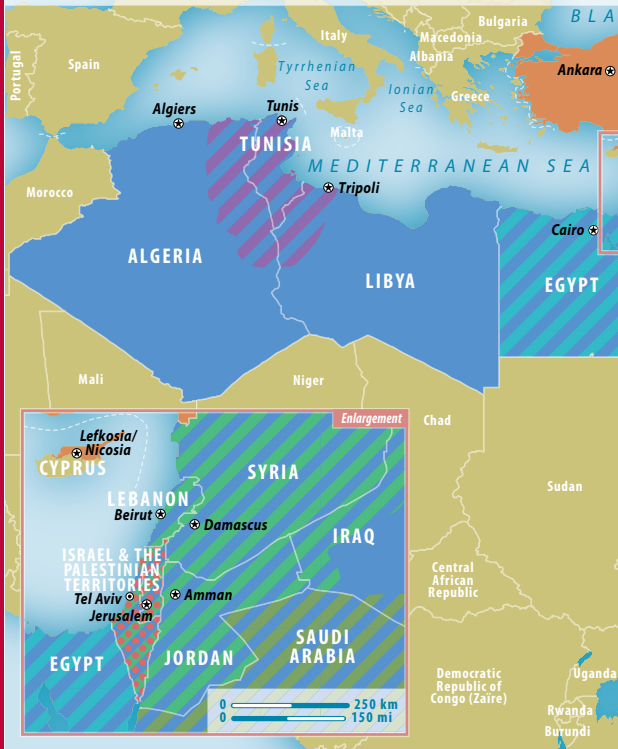 BLA
Bulgaria
Italy
Macedonia
Portugal
Spain
Albania
Tyrrhenian
Sea
Ankara
Ionian
Sea
Greece
Algiers
Tunis
Malta
TUNISIA
MEDITERRANEAN SEA
Morocco
Tripoli
Cairo
ALGERIA
LIBYA
EGYPT
Mali
Niger
Chad
Enlargement
Lefkosia/
Nicosia
CYPRUS
SYRIA
Sudan
LEBANON
Beirut
Damascus
IRAQ
ISRAEL & THE
PALESTINIAN
TERRITORIES
Tel Aviv
Amman
Jerusalem
Central
African
Republic
SAUDI
ARABIA
EGYPT
JORDAN
Democratic
Republic of
Congo (Zaire)
Uganda
0 250 km
0 150 mi
Rwanda
Burundi